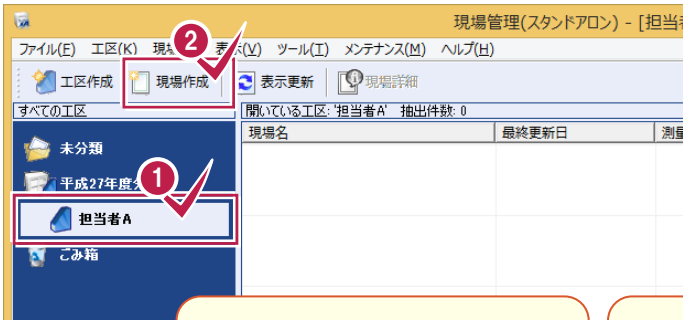 現場管理(スタンドアロン) - [担当者
ファイル(F) 工区(K) 現場 表示(V) ツール(T) メンテナンス(M) ヘルプ(H)
2
工区作成 現場作成 表示更新 現場詳細
すべての工区 開いている工区: '担当者A' 抽出件数: 0
現場名 最終更新日 測量
未分類
平成27年度
1
担当者A
ごみ箱